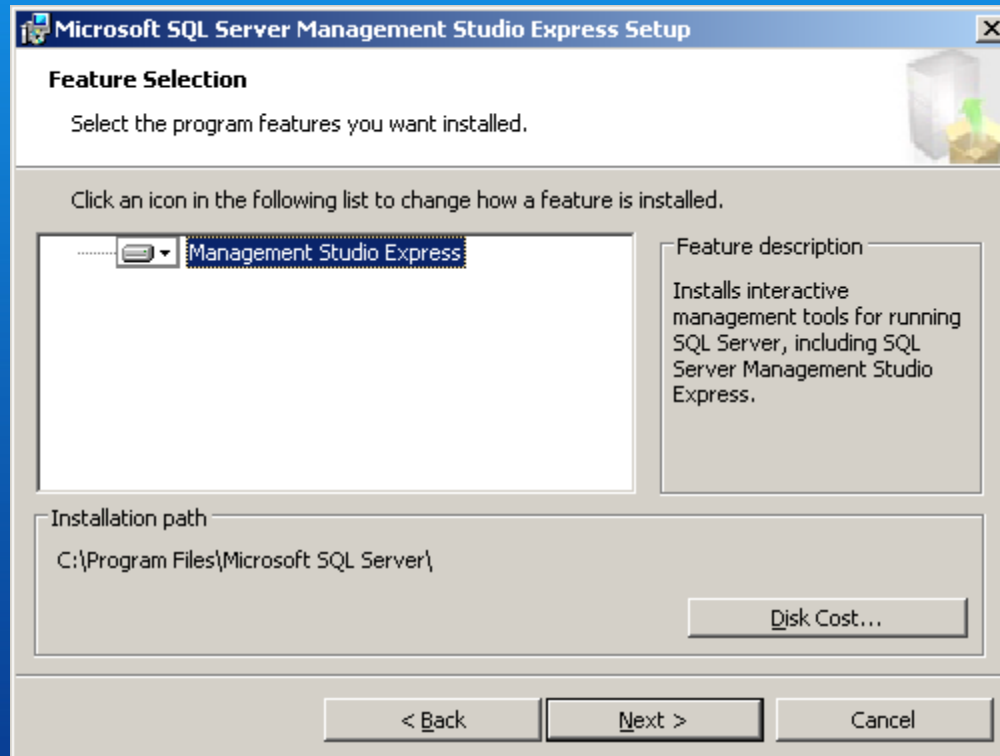 Microsoft SQL Server Management Studio Express Setup
Feature Selection
Select the program features you want installed.
Click an icon in the following list to change how a feature is installed.
Management Studio Express
Feature description
Installs interactive
management tools for running
SQL Server, including SQL
Server Management Studio
Express.
Installation path
C:\Program Files\Microsoft SQL Server\
Disk Cost...
< Back
Next >
Cancel